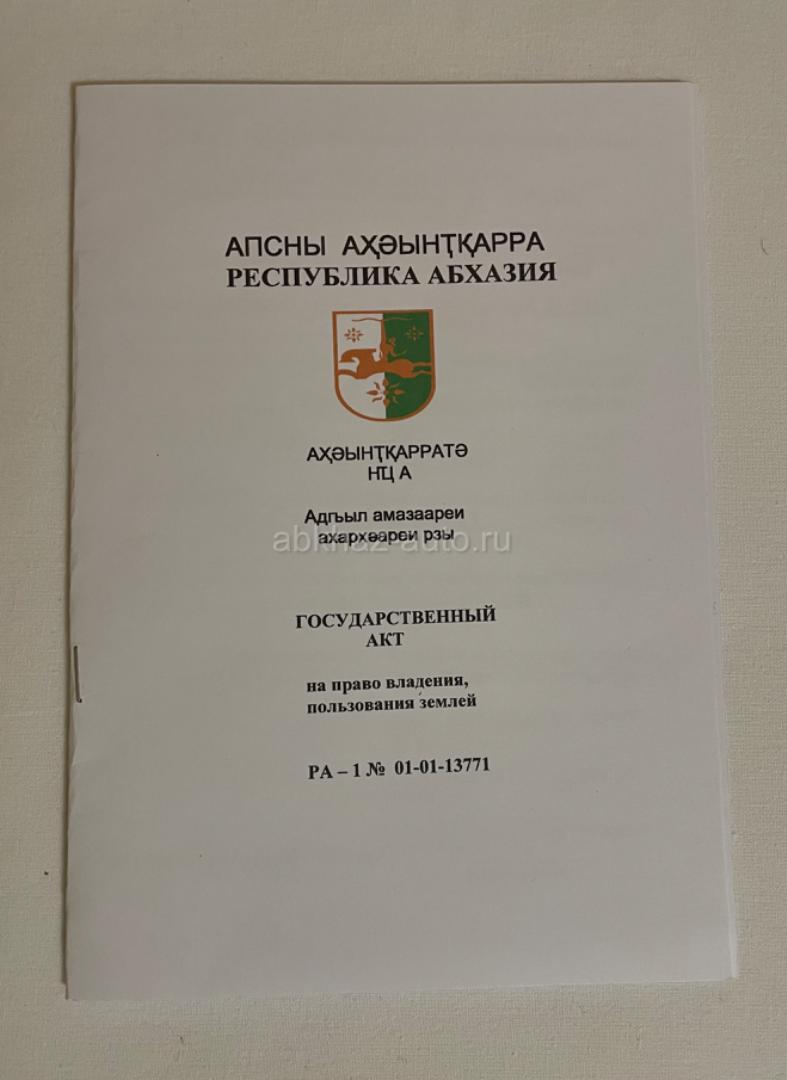 АПСНЫ АҲӘЫНҬҚАРРА
РЕСПУБЛИКА АБХАЗИЯ
АҲӘЫНҬҚАРРАТӘ
НҴ А
Адгьыл амазаареи
ахархәареи рзы
abkhaz-auto.ru
ГОСУДАРСТВЕННЫЙ
АКТ
на право владения,
пользования землей
РА – 1 № 01-01-13771